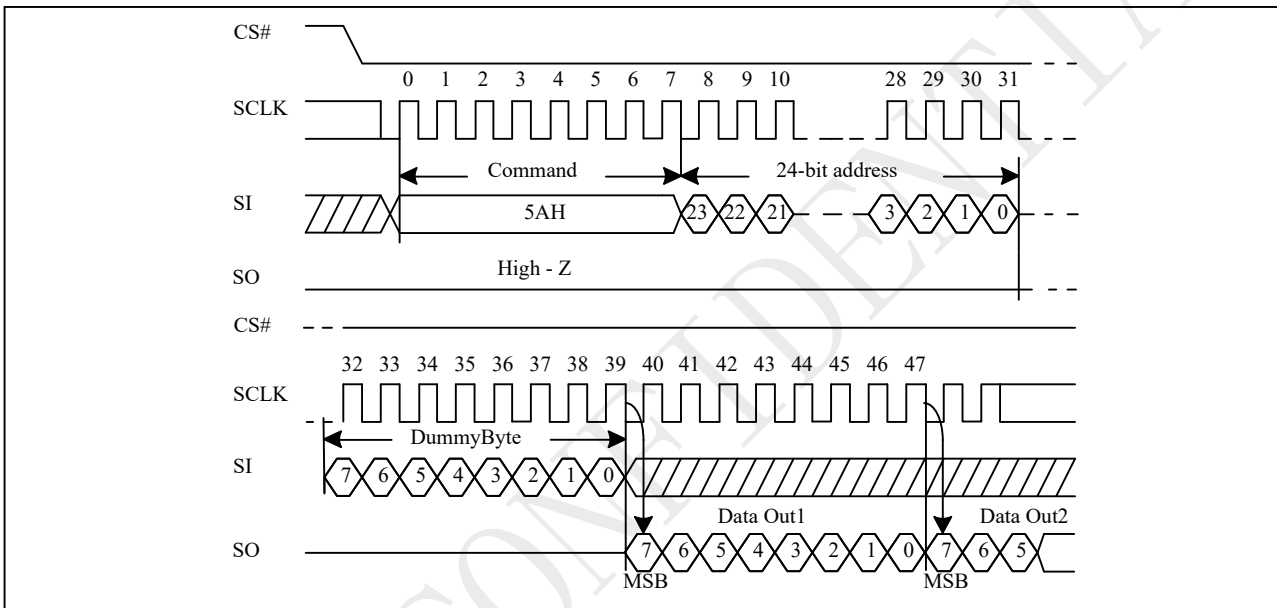 CS#
0 1 2 3 4 5 6 7 8 9 10 28 29 30 31
SCLK
Command 24-bit address
SI 5AH 23 22 21 3 2 1 0
High - Z
SO
CS#
32 33 34 35 36 37 38 39 40 41 42 43 44 45 46 47
SCLK
DummyByte
SI 7 6 5 4 3 2 1 0
Data Out1 Data Out2
SO 7 6 5 4 3 2 1 0 7 6 5
MSB MSB
CONFIDENTIA